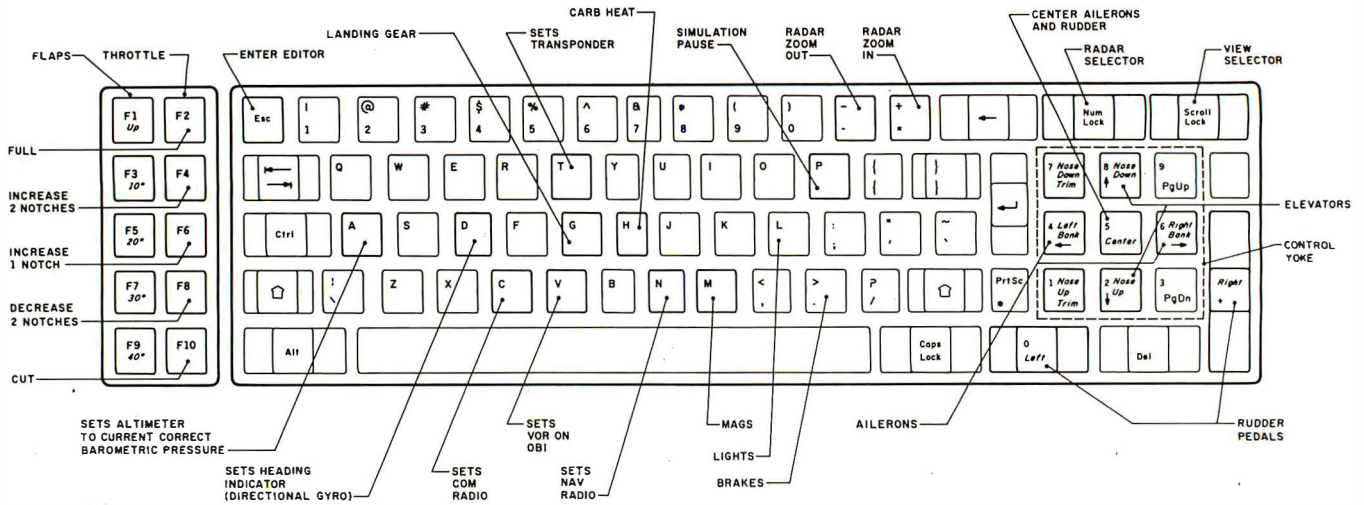 CARB HEAT
CENTER AILERONS
AND RUDDER
LANDING GEAR
SETS
TRANSPONDER
SIMULATION
PAUSE
RADAR
ZOOM
OUT
RADAR
ZOOM
IN
RADAR
SELECTOR
VIEW
SELECTOR
FLAPS
THROTTLE
ENTER EDITOR
F1
Up
F2
Esc
!
1
@
2
#
3
$
4
%
5
^
6
&
7
*
8
(
9
)
0
-
-
+
=
←
Num
Lock
Scroll
Lock
FULL
F3
10°
F4
Q
W
E
R
T
Y
U
I
O
P
{
[
}
]
7 Nose
Down
Trim
8 Nose
↑ Down
9
PgUp
INCREASE
2 NOTCHES
ELEVATORS
F5
20°
F6
Ctrl
A
S
D
F
G
H
J
K
L
:
;
"
'
~
`
4 Left
Bank
←
5
Center
6 Right
Bank
→
INCREASE
1 NOTCH
CONTROL
YOKE
F7
30°
F8
⇧
¦
\
Z
X
C
V
B
N
M
<
,
>
.
?
/
⇧
PrtSc
*
1 Nose
Up
Trim
2 Nose
↓ Up
3
PgDn
Right
+
DECREASE
2 NOTCHES
F9
40°
F10
Alt
Caps
Lock
0
Left
Del
CUT
SETS ALTIMETER
TO CURRENT CORRECT
BAROMETRIC PRESSURE
SETS HEADING
INDICATOR
(DIRECTIONAL GYRO)
SETS
COM
RADIO
SETS
VOR ON
OBI
SETS
NAV
RADIO
MAGS
LIGHTS
BRAKES
AILERONS
RUDDER
PEDALS